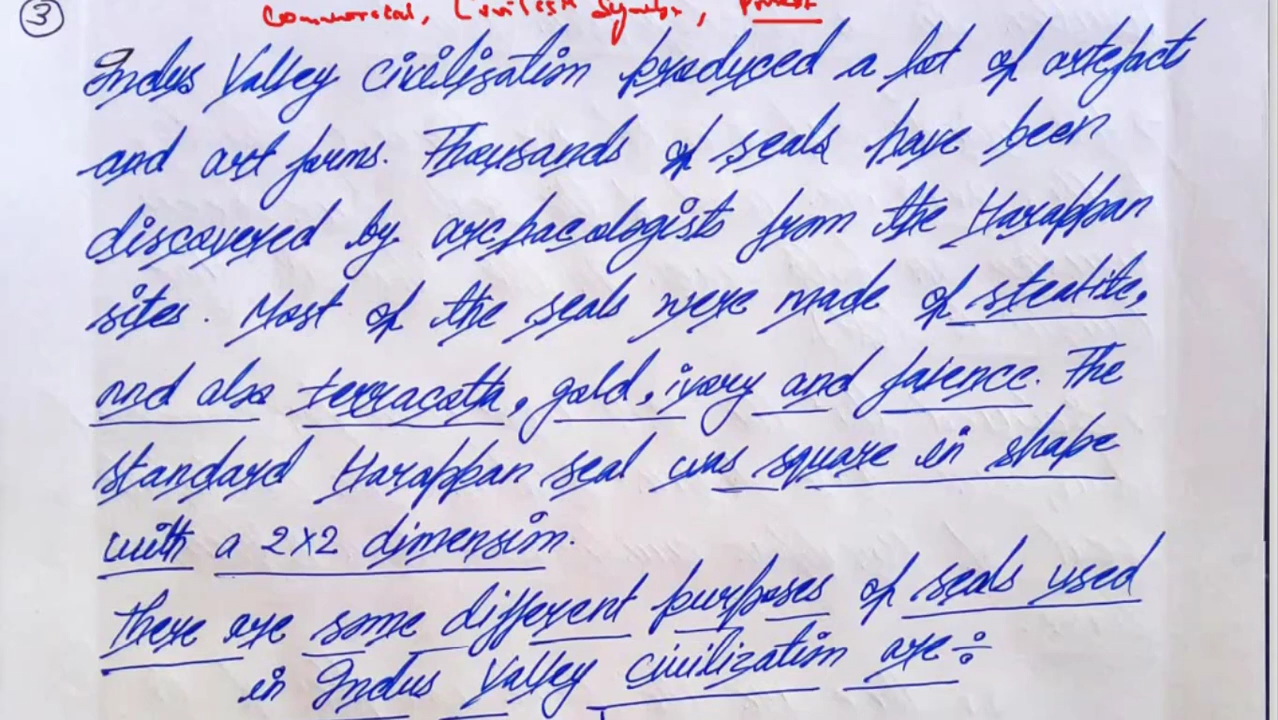 3
Commercial,
Indus Valley Civilisation produced a lot of artefact
and art forms. Thousands of seals have been
discovered by archaeologists from the Harappan
sites. Most of the seals were made of steatite,
and also terracotta, gold, ivory and faience. The
standard Harappan seal was square in shape
with a 2x2 dimension.
There are some different purposes of seals used
in Indus Valley civilization are÷